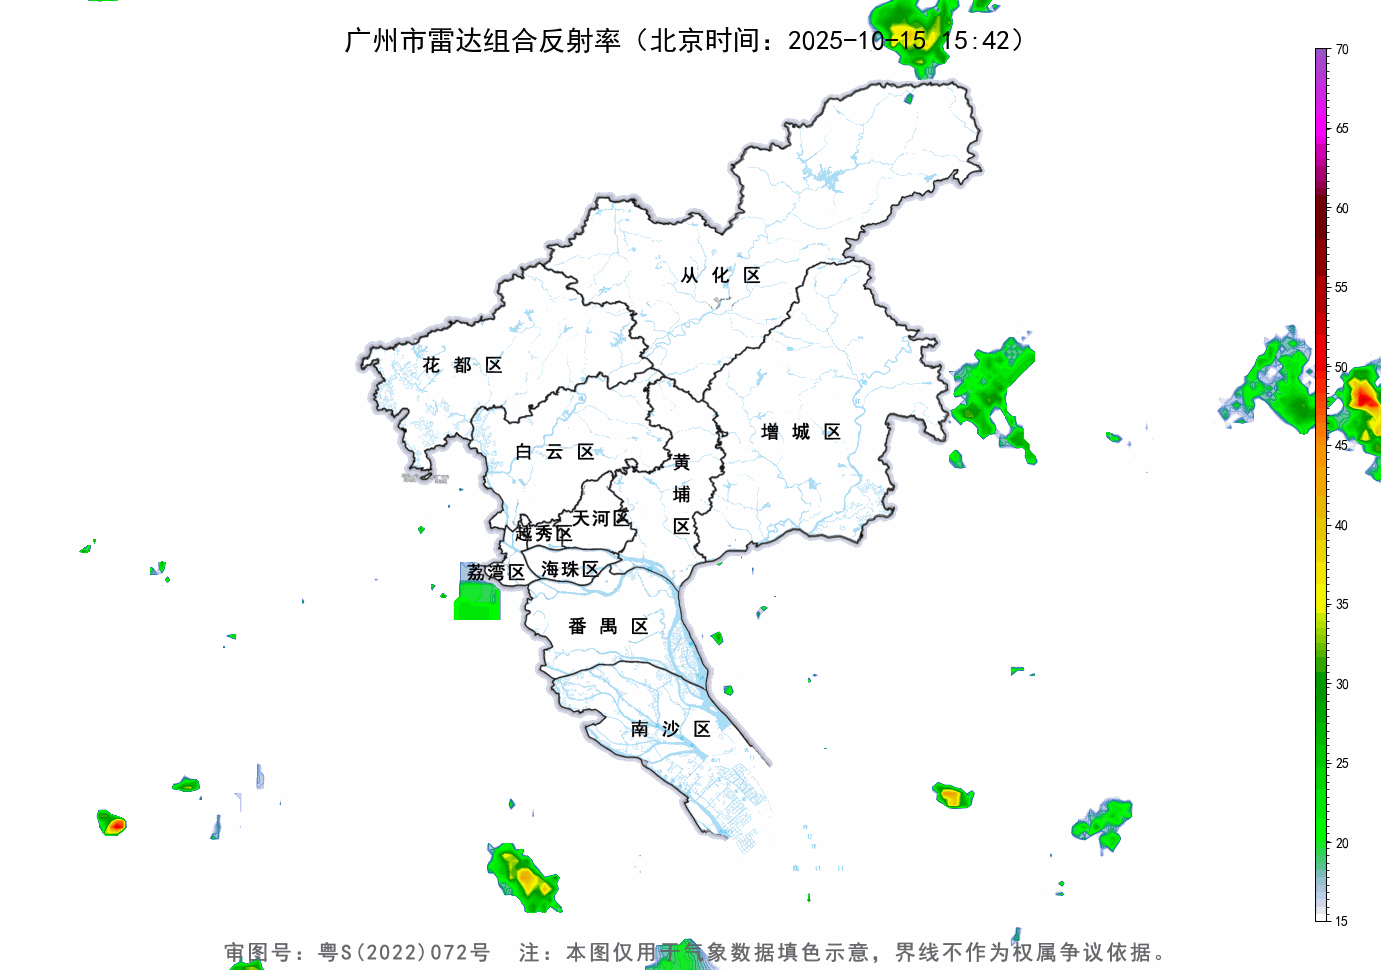 广州市雷达组合反射率（北京时间：2025-10-15 15:42）
70
65
60
55
50
45
40
35
30
25
20
15
从化区
花都区
增城区
白云区
黄埔区
天河区
越秀区
荔湾区
海珠区
番禺区
南沙区
审图号：粤S(2022)072号 注：本图仅用于气象数据填色示意，界线不作为权属争议依据。